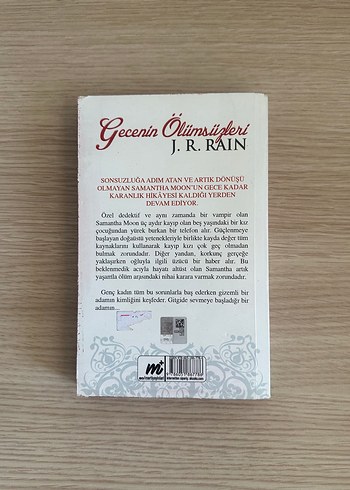 Gecenin Ölümsüzleri
J. R. RAIN
SONSUZLUĞA ADIM ATAN VE ARTIK DÖNÜŞÜ
OLMAYAN SAMANTHA MOON'UN GECE KADAR
KARANLIK HİKÂYESİ KALDIĞI YERDEN
DEVAM EDİYOR.
Özel dedektif ve aynı zamanda bir vampir olan
Samantha Moon üç aydır kayıp olan beş yaşındaki bir kız
çocuğundan yürek burkan bir telefon alır. Güçlenmeye
başlayan doğaüstü yetenekleriyle birlikte kayda değer tüm
kaynaklarını kullanarak kayıp kızı çok geç olmadan
bulmak zorundadır. Diğer yandan, korkunç gerçeğe
yaklaşırken oğluyla ilgili üzücü bir haber alır. Bu
beklenmedik acıyla hayatı altüst olan Samantha artık
yaşamla ölüm arasındaki nihai kararı vermek zorundadır.
Genç kadın tüm bu sorunlarla baş ederken gizemli bir
adamın kimliğini keşfeder. Gitgide sevmeye başladığı bir
adamın...
m+